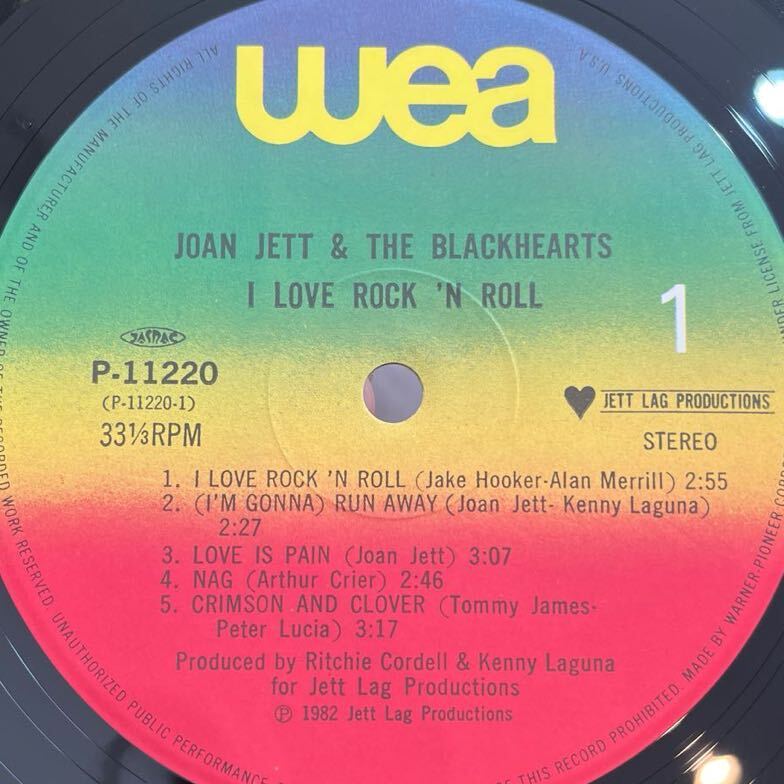 wea
JOAN JETT & THE BLACKHEARTS
I LOVE ROCK 'N ROLL
1
JASRAC
P-11220
(P-11220-1)
33⅓RPM
JETT LAG PRODUCTIONS
STEREO
1. I LOVE ROCK 'N ROLL (Jake Hooker-Alan Merrill) 2:55
2. (I'M GONNA) RUN AWAY (Joan Jett- Kenny Laguna)
2:27
3. LOVE IS PAIN (Joan Jett) 3:07
4. NAG (Arthur Crier) 2:46
5. CRIMSON AND CLOVER (Tommy James-
Peter Lucia) 3:17
Produced by Ritchie Cordell & Kenny Laguna
for Jett Lag Productions
Ⓟ 1982 Jett Lag Productions
ALL RIGHTS OF THE MANUFACTURER AND OF THE OWNER OF THE RECORDED WORK RESERVED. UNAUTHORIZED PUBLIC PERFORMANCE
OF THIS RECORD PROHIBITED. MADE BY WARNER-PIONEER
UNDER LICENSE FROM JETT LAG PRODUCTIONS, U.S.A.